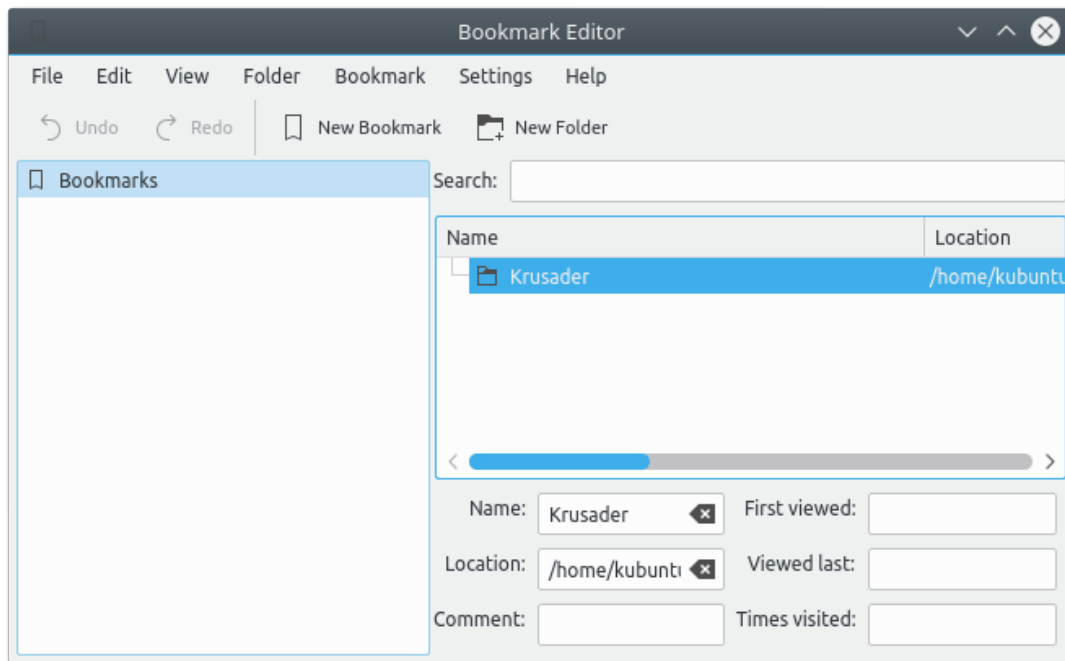 Bookmark Editor
File Edit View Folder Bookmark Settings Help
Undo Redo New Bookmark New Folder
Bookmarks
Search:
Name Location
Krusader /home/kubuntu
Name: Krusader First viewed:
Location: /home/kubunt Viewed last:
Comment: Times visited: